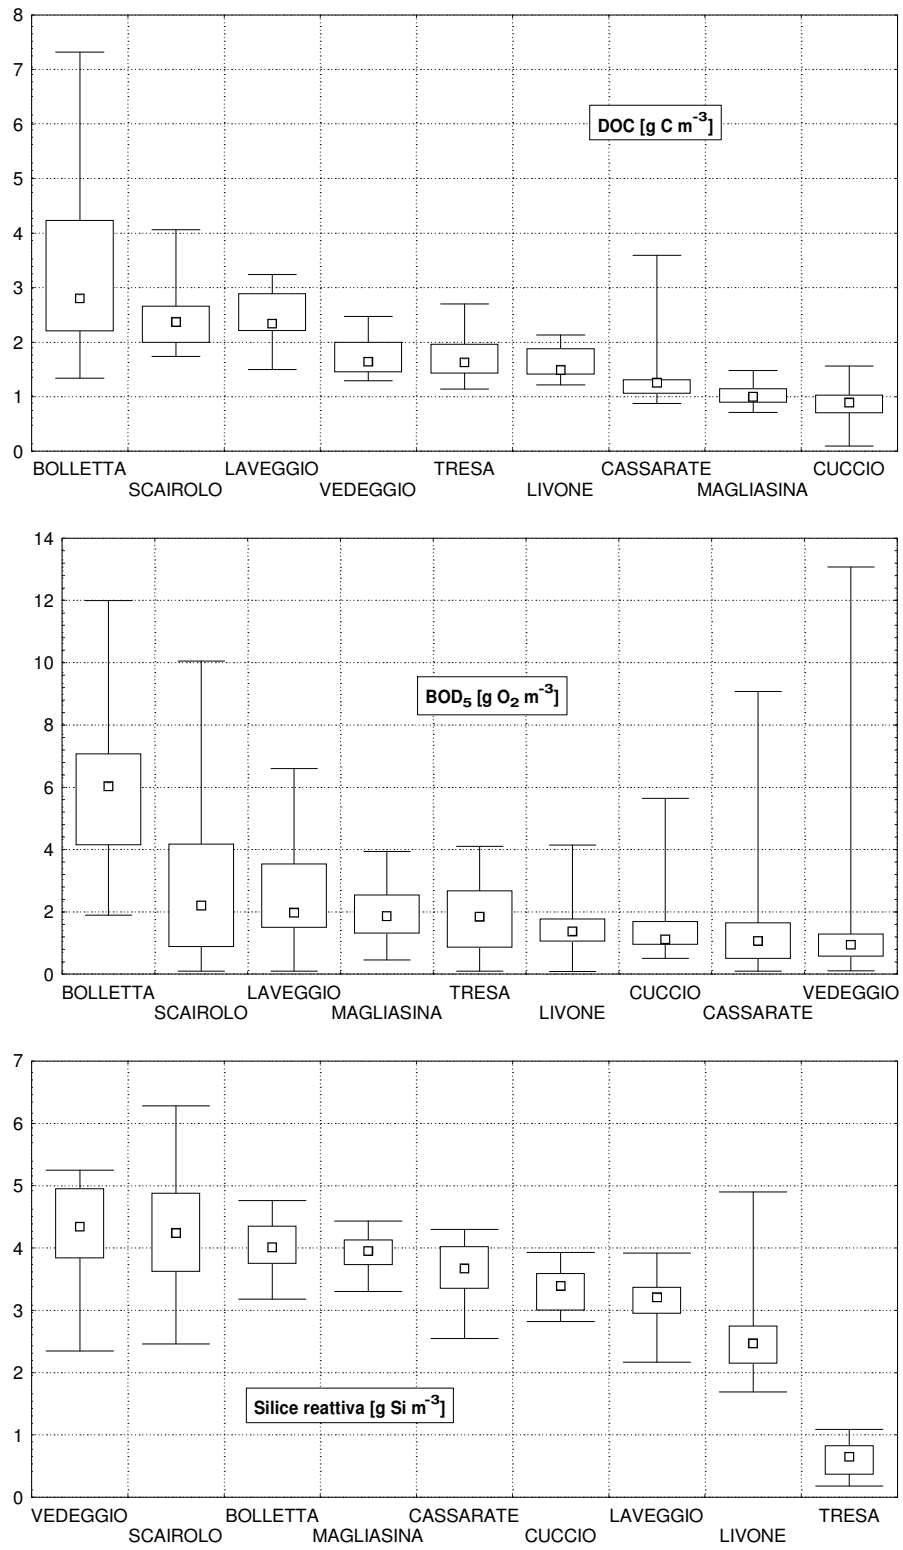 8
7
6
5
4
3
2
1
0
DOC [g C m-3]
BOLLETTA LAVEGGIO TRESA CASSARATE CUCCIO
SCAIROLO VEDEGGIO LIVONE MAGLIASINA
14
12
10
8
6
4
2
0
BOD5 [g O2 m-3]
BOLLETTA LAVEGGIO TRESA CUCCIO VEDEGGIO
SCAIROLO MAGLIASINA LIVONE CASSARATE
7
6
5
4
3
2
1
0
Silice reattiva [g Si m-3]
VEDEGGIO BOLLETTA CASSARATE LAVEGGIO TRESA
SCAIROLO MAGLIASINA CUCCIO LIVONE